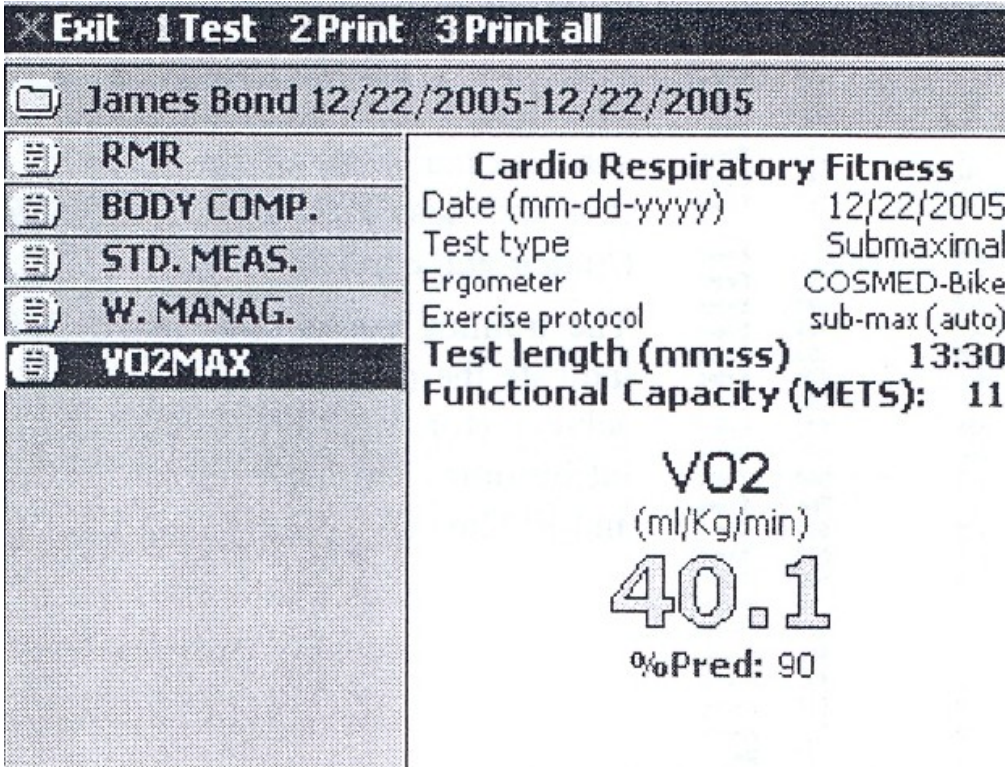 Exit 1 Test 2 Print 3 Print all
James Bond 12/22/2005-12/22/2005
RMR
BODY COMP.
STD. MEAS.
W. MANAG.
VO2MAX
Cardio Respiratory Fitness
Date (mm-dd-yyyy) 12/22/2005
Test type Submaximal
Ergometer COSMED-Bike
Exercise protocol sub-max (auto)
Test length (mm:ss) 13:30
Functional Capacity (METS): 11
VO2
(ml/Kg/min)
40.1
%Pred: 90